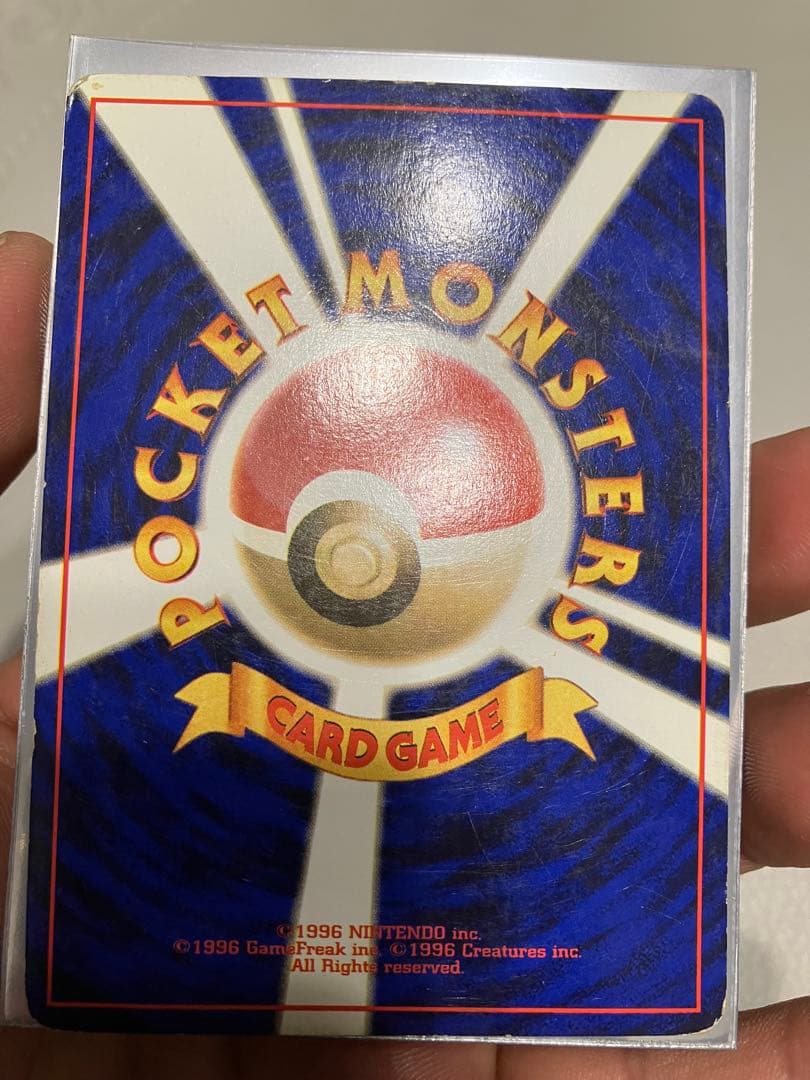 POCKET MONSTERS
CARD GAME
©1996 NINTENDO inc.
©1996 GameFreak inc. ©1996 Creatures inc.
All Rights reserved.